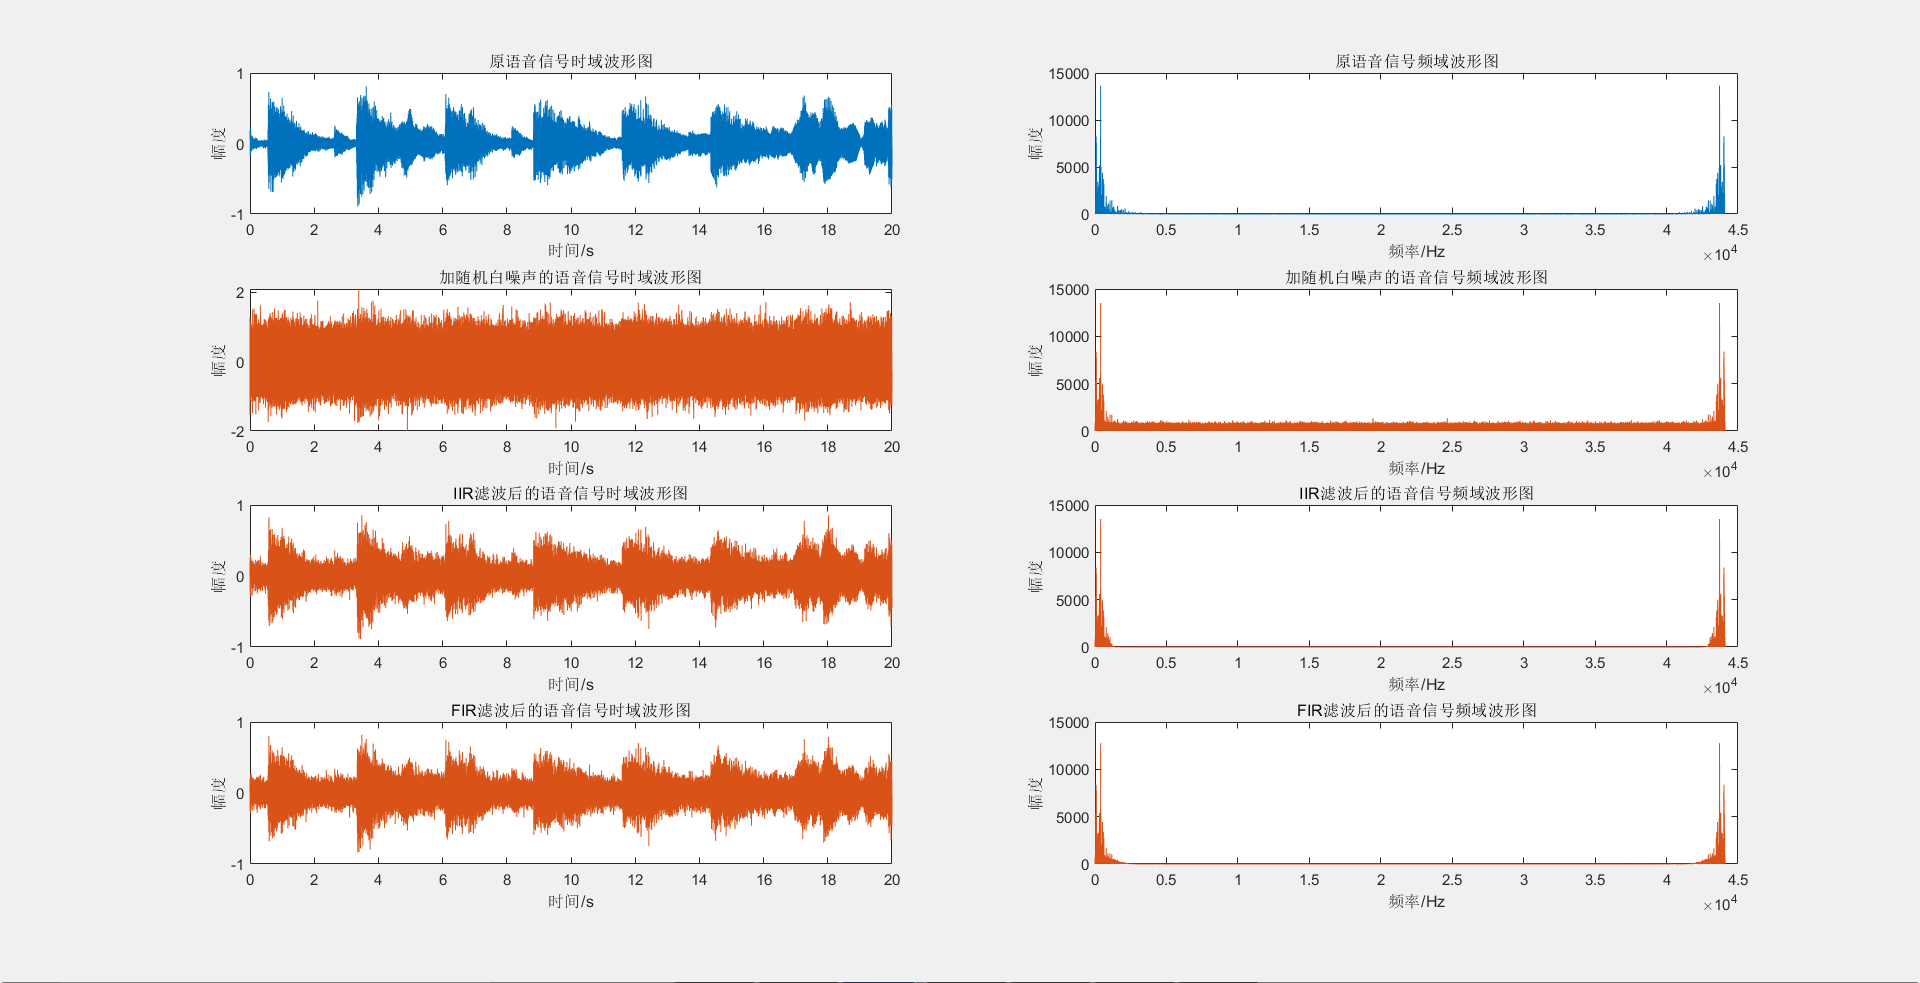 原语音信号时域波形图
1
0
-1
幅度
0 2 4 6 8 10 12 14 16 18 20
时间/s
原语音信号频域波形图
15000
10000
5000
0
幅度
0 0.5 1 1.5 2 2.5 3 3.5 4 4.5
频率/Hz
×10^4
加随机白噪声的语音信号时域波形图
2
0
-2
幅度
0 2 4 6 8 10 12 14 16 18 20
时间/s
加随机白噪声的语音信号频域波形图
15000
10000
5000
0
幅度
0 0.5 1 1.5 2 2.5 3 3.5 4 4.5
频率/Hz
×10^4
IIR滤波后的语音信号时域波形图
1
0
-1
幅度
0 2 4 6 8 10 12 14 16 18 20
时间/s
IIR滤波后的语音信号频域波形图
15000
10000
5000
0
幅度
0 0.5 1 1.5 2 2.5 3 3.5 4 4.5
频率/Hz
×10^4
FIR滤波后的语音信号时域波形图
1
0
-1
幅度
0 2 4 6 8 10 12 14 16 18 20
时间/s
FIR滤波后的语音信号频域波形图
15000
10000
5000
0
幅度
0 0.5 1 1.5 2 2.5 3 3.5 4 4.5
频率/Hz
×10^4